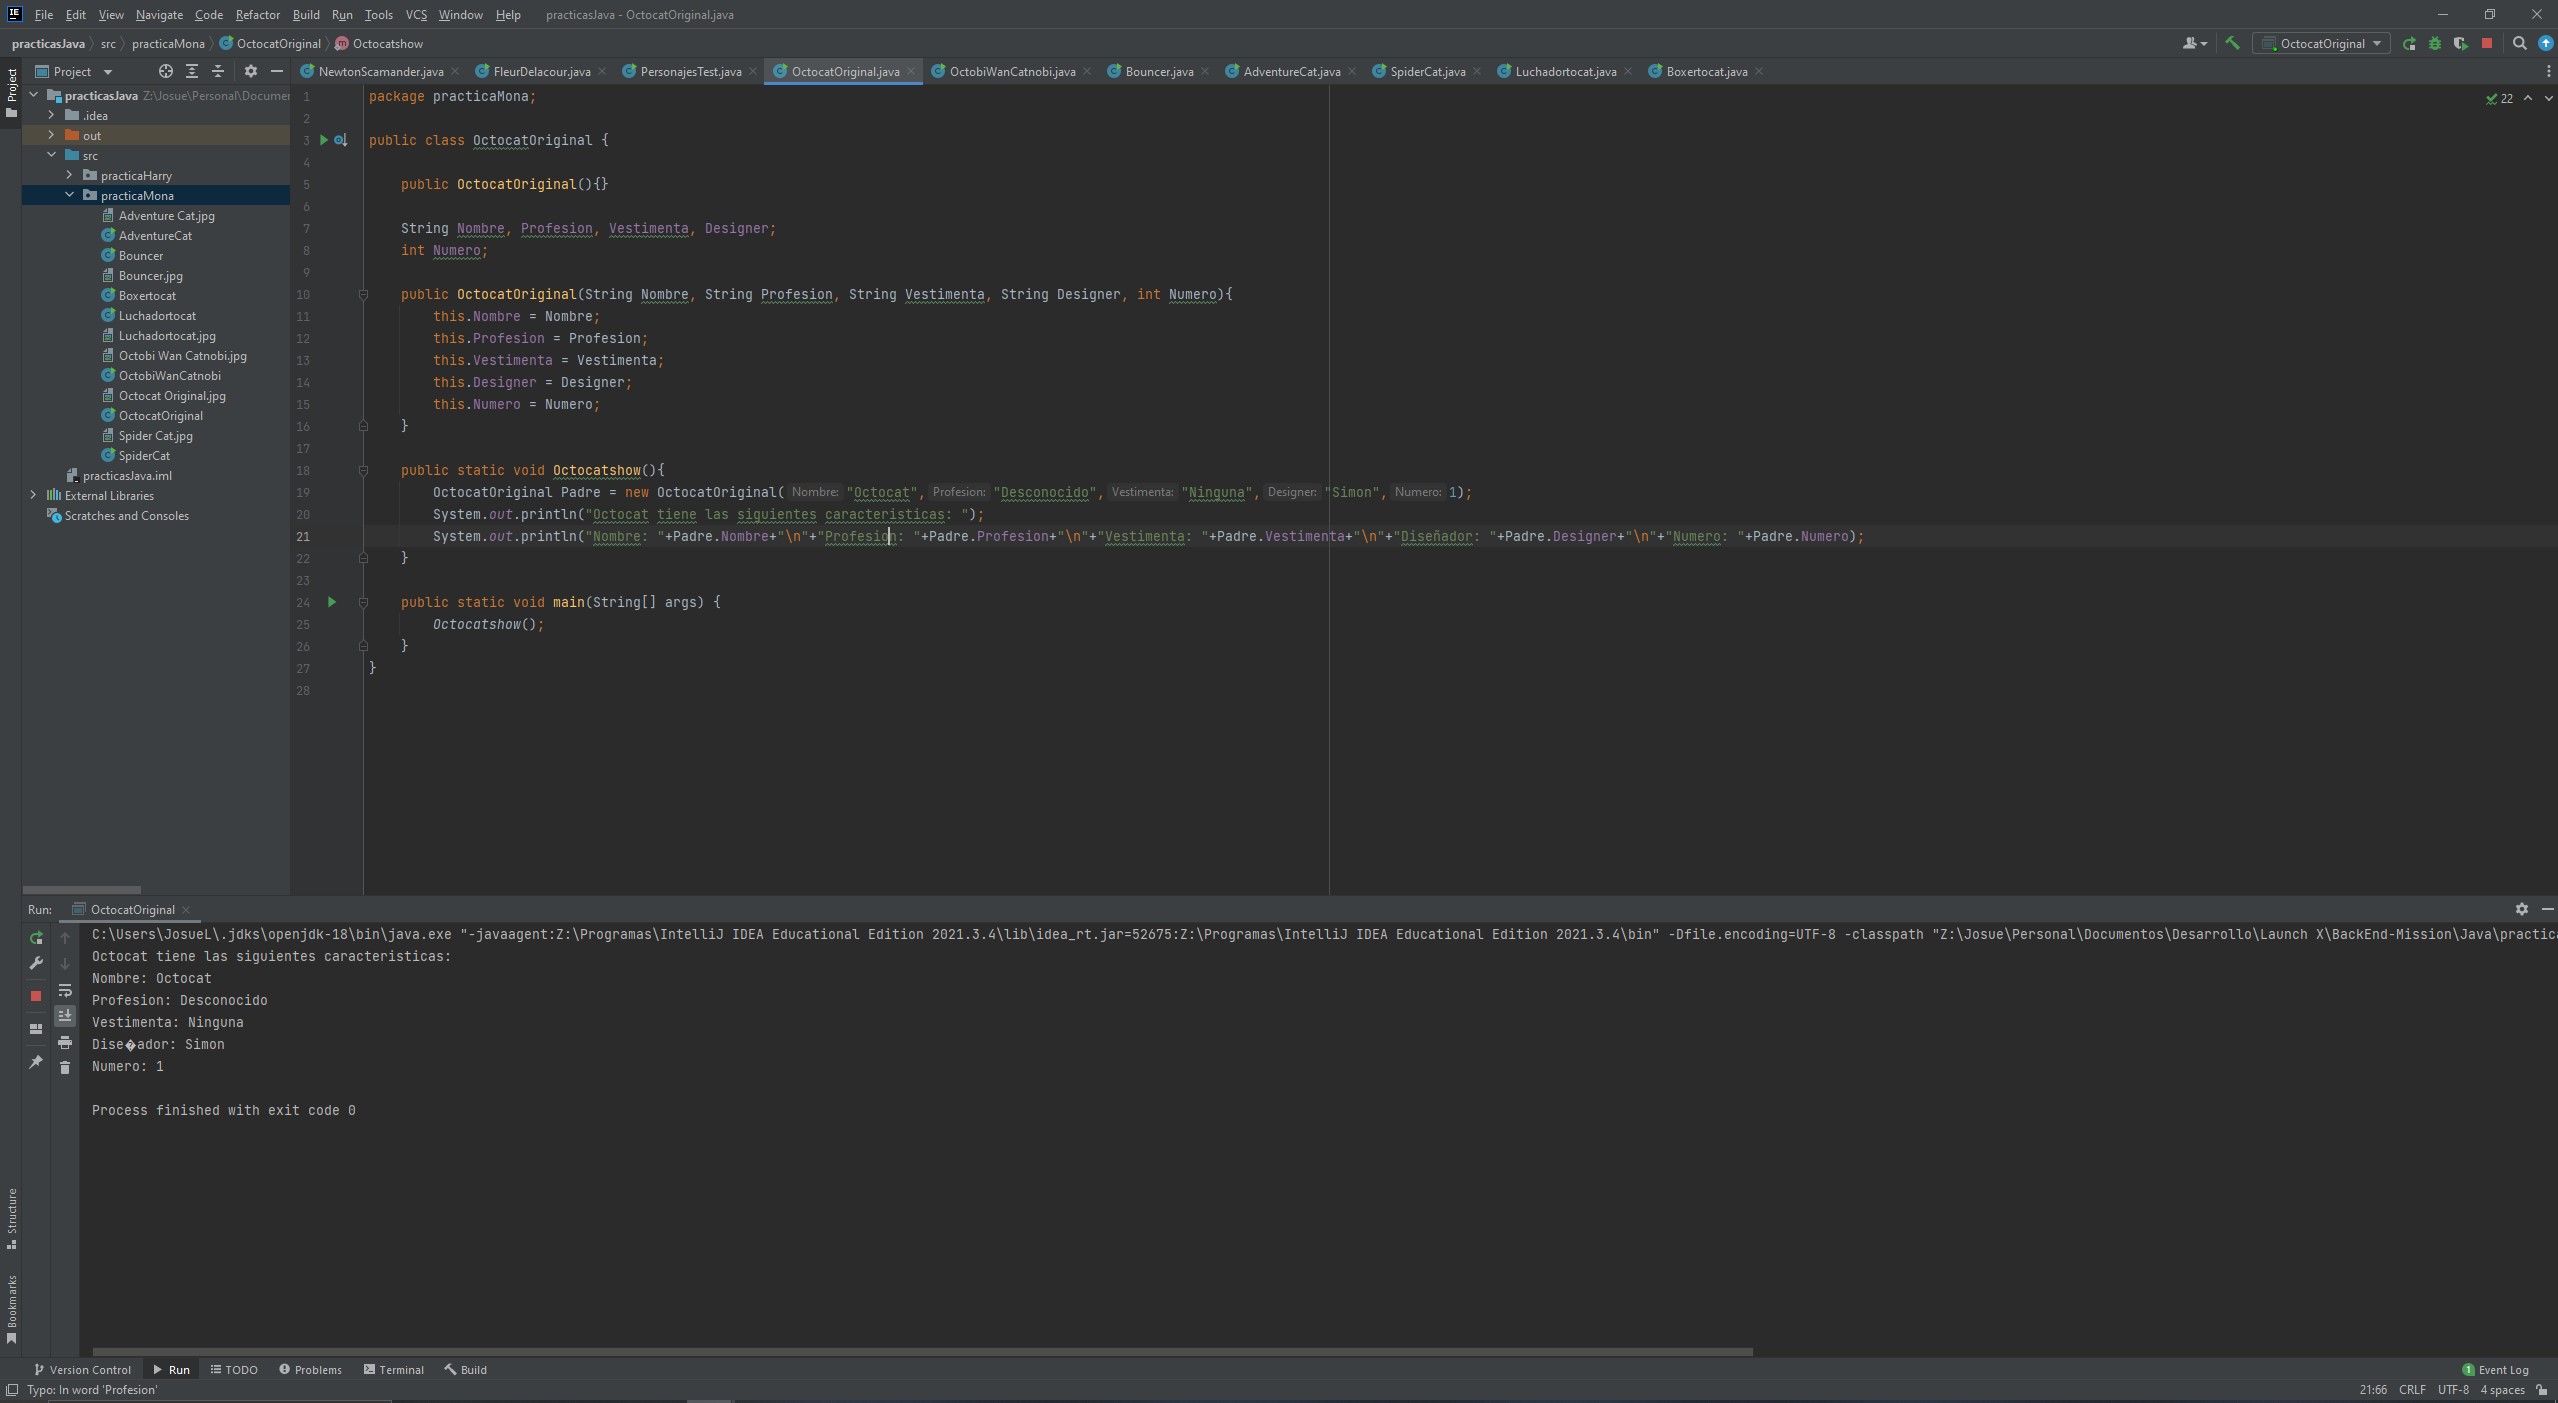 File Edit View Navigate Code Refactor Build Run Tools VCS Window Help practicasJava - OctocatOriginal.java
practicasJava src practicaMona OctocatOriginal Octocatshow OctocatOriginal
Project NewtonScamander.java FleurDelacour.java PersonajesTest.java OctocatOriginal.java OctobiWanCatnobi.java Bouncer.java AdventureCat.java SpiderCat.java Luchadortocat.java Boxertocat.java
Project
practicasJava Z:\Josue\Personal\Documen
.idea
out
src
practicaHarry
practicaMona
Adventure Cat.jpg
AdventureCat
Bouncer
Bouncer.jpg
Boxertocat
Luchadortocat
Luchadortocat.jpg
Octobi Wan Catnobi.jpg
OctobiWanCatnobi
Octocat Original.jpg
OctocatOriginal
Spider Cat.jpg
SpiderCat
practicasJava.iml
External Libraries
Scratches and Consoles
22
1 package practicaMona;
2
3 public class OctocatOriginal {
4
5 public OctocatOriginal(){}
6
7 String Nombre, Profesion, Vestimenta, Designer;
8 int Numero;
9
10 public OctocatOriginal(String Nombre, String Profesion, String Vestimenta, String Designer, int Numero){
11 this.Nombre = Nombre;
12 this.Profesion = Profesion;
13 this.Vestimenta = Vestimenta;
14 this.Designer = Designer;
15 this.Numero = Numero;
16 }
17
18 public static void Octocatshow(){
19 OctocatOriginal Padre = new OctocatOriginal( Nombre: "Octocat", Profesion: "Desconocido", Vestimenta: "Ninguna", Designer: "Simon", Numero: 1);
20 System.out.println("Octocat tiene las siguientes caracteristicas: ");
21 System.out.println("Nombre: "+Padre.Nombre+"\n"+"Profesion: "+Padre.Profesion+"\n"+"Vestimenta: "+Padre.Vestimenta+"\n"+"Diseñador: "+Padre.Designer+"\n"+"Numero: "+Padre.Numero);
22 }
23
24 public static void main(String[] args) {
25 Octocatshow();
26 }
27 }
28
Run: OctocatOriginal
C:\Users\JosueL\.jdks\openjdk-18\bin\java.exe "-javaagent:Z:\Programas\IntelliJ IDEA Educational Edition 2021.3.4\lib\idea_rt.jar=52675:Z:\Programas\IntelliJ IDEA Educational Edition 2021.3.4\bin" -Dfile.encoding=UTF-8 -classpath "Z:\Josue\Personal\Documentos\Desarrollo\Launch X\BackEnd-Mission\Java\practica
Octocat tiene las siguientes caracteristicas:
Nombre: Octocat
Profesion: Desconocido
Vestimenta: Ninguna
Dise�ador: Simon
Numero: 1
Process finished with exit code 0
Structure
Bookmarks
Version Control Run TODO Problems Terminal Build 1 Event Log
Typo: In word 'Profesion' 21:66 CRLF UTF-8 4 spaces